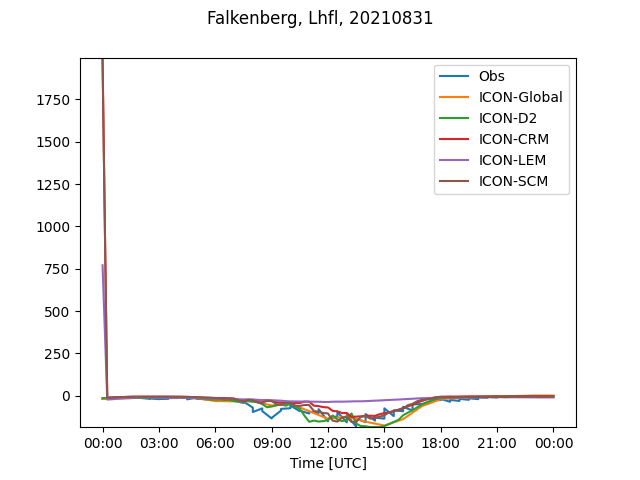 Falkenberg, Lhfl, 20210831
Obs
ICON-Global
ICON-D2
ICON-CRM
ICON-LEM
ICON-SCM
1750
1500
1250
1000
750
500
250
0
00:00 03:00 06:00 09:00 12:00 15:00 18:00 21:00 00:00
Time [UTC]